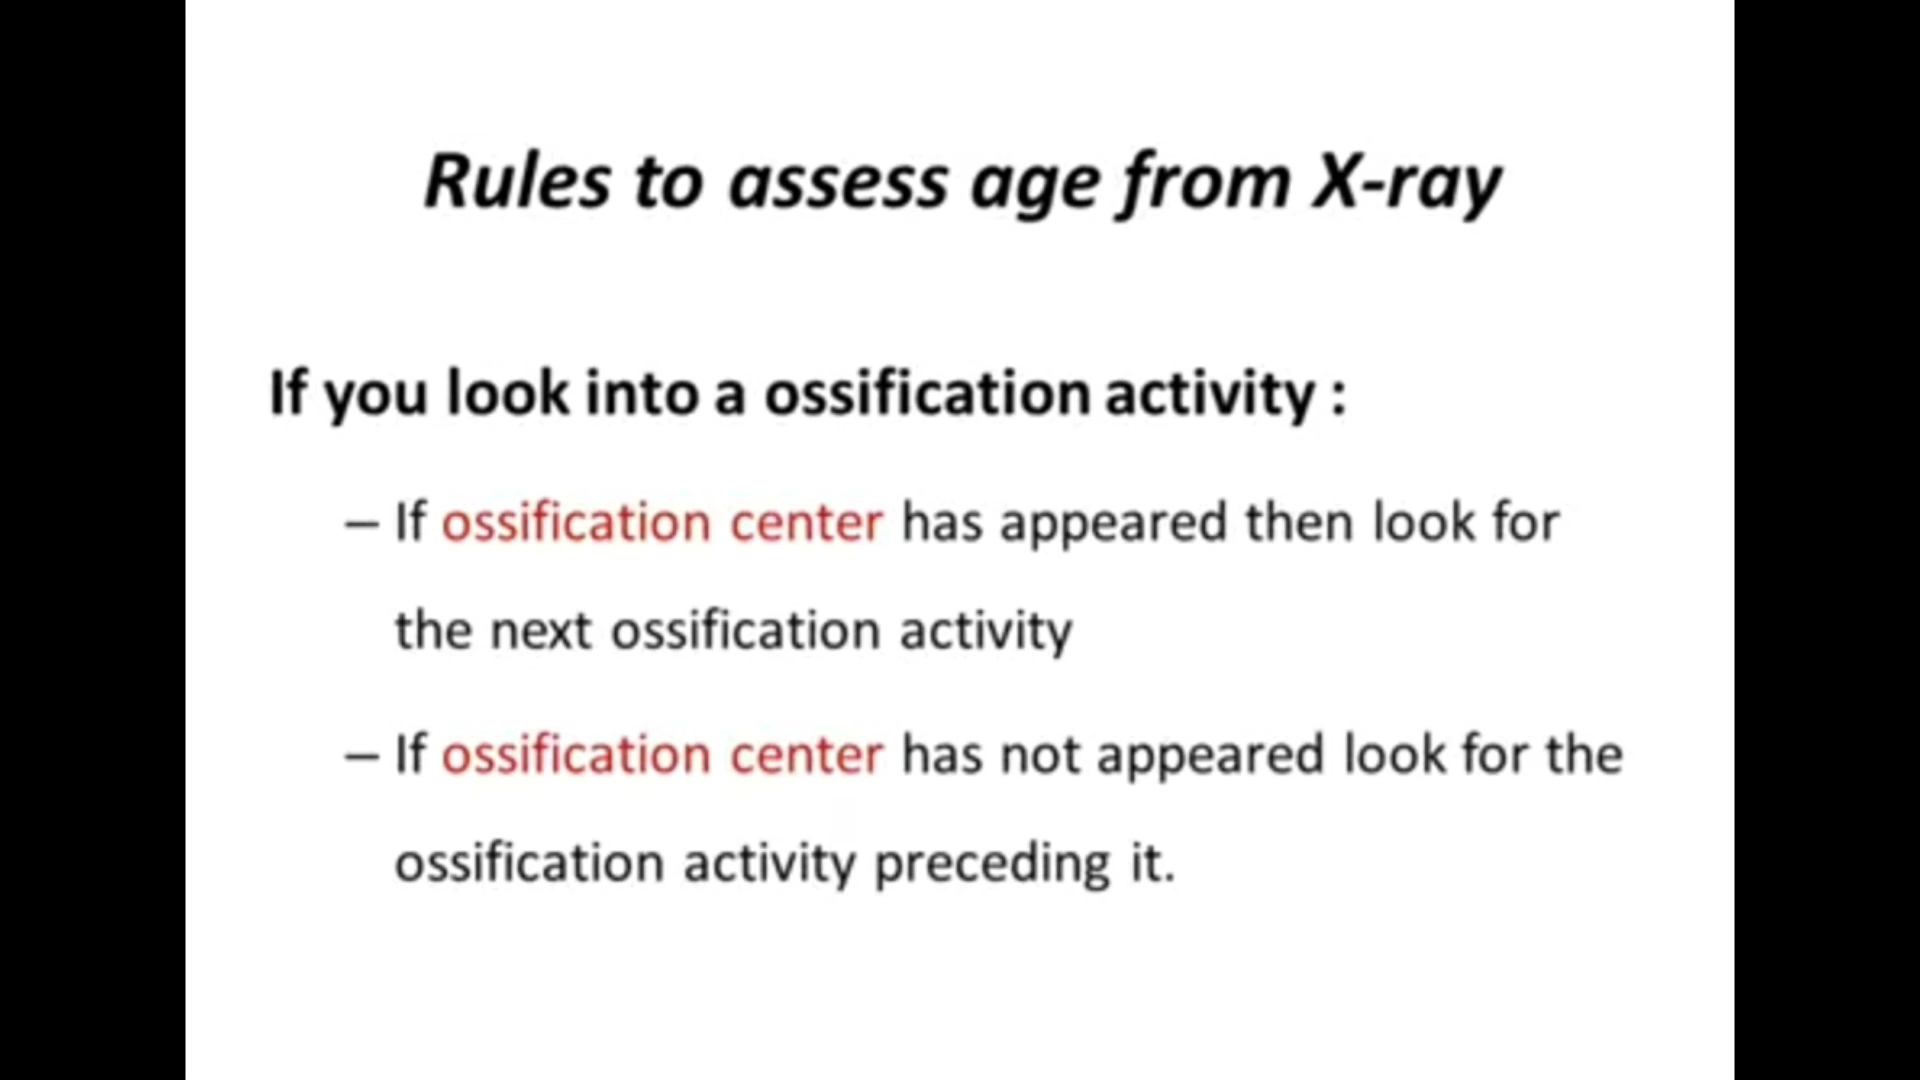 Rules to assess age from X-ray
If you look into a ossification activity :
– If ossification center has appeared then look for
the next ossification activity
– If ossification center has not appeared look for the
ossification activity preceding it.